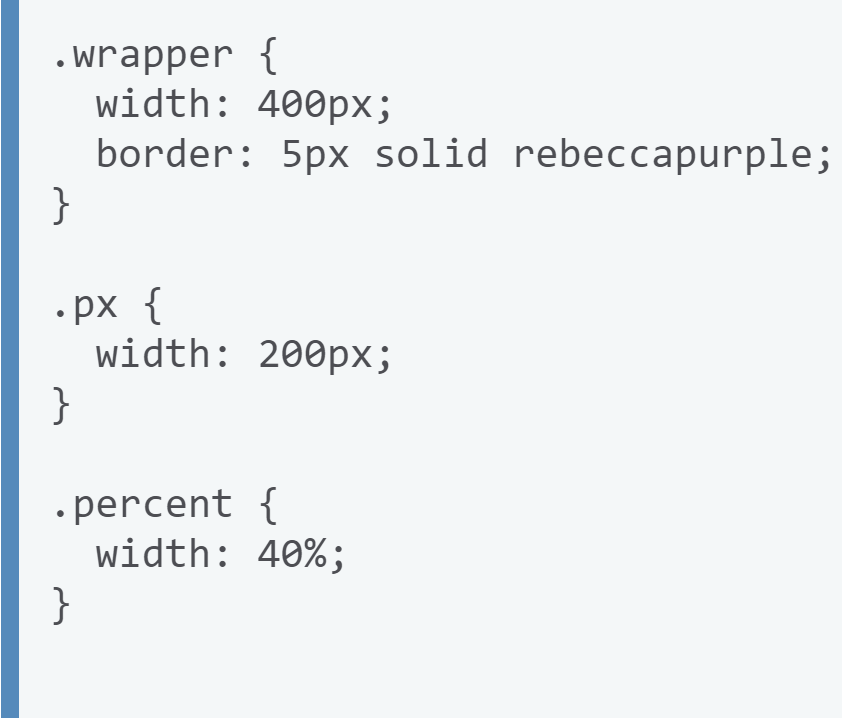 .wrapper {
  width: 400px;
  border: 5px solid rebeccapurple;
}

.px {
  width: 200px;
}

.percent {
  width: 40%;
}